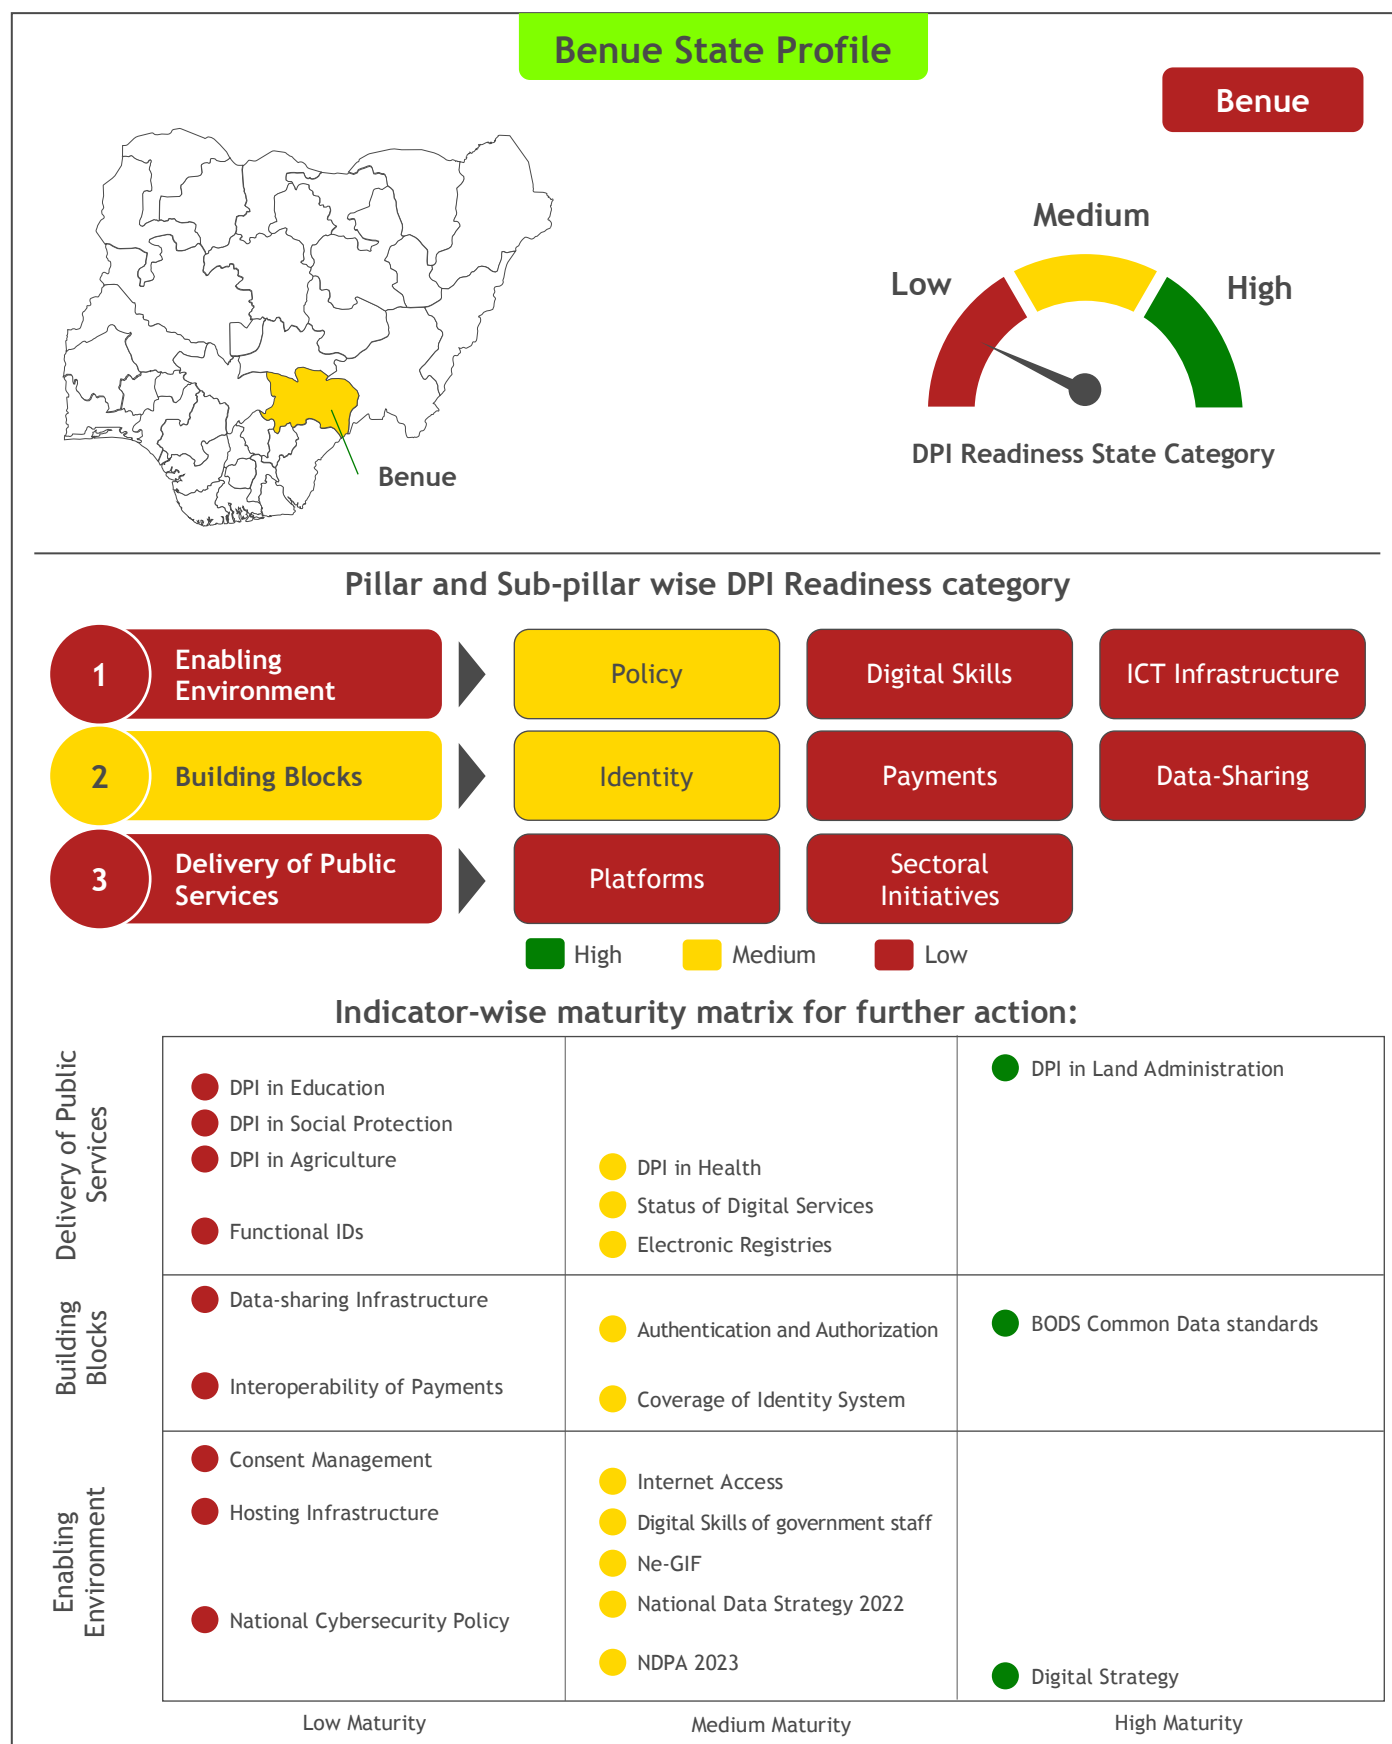 Benue State Profile
Benue
Medium
Low
High
DPI Readiness State Category
Benue
Pillar and Sub-pillar wise DPI Readiness category
1
Enabling
Environment
Policy
Digital Skills
ICT Infrastructure
2
Building Blocks
Identity
Payments
Data-Sharing
3
Delivery of Public
Services
Platforms
Sectoral
Initiatives
High
Medium
Low
Indicator-wise maturity matrix for further action:
Delivery of Public
Services
DPI in Education
DPI in Social Protection
DPI in Agriculture
Functional IDs
DPI in Health
Status of Digital Services
Electronic Registries
DPI in Land Administration
Building
Blocks
Data-sharing Infrastructure
Interoperability of Payments
Authentication and Authorization
Coverage of Identity System
BODS Common Data standards
Enabling
Environment
Consent Management
Hosting Infrastructure
National Cybersecurity Policy
Internet Access
Digital Skills of government staff
Ne-GIF
National Data Strategy 2022
NDPA 2023
Digital Strategy
Low Maturity
Medium Maturity
High Maturity